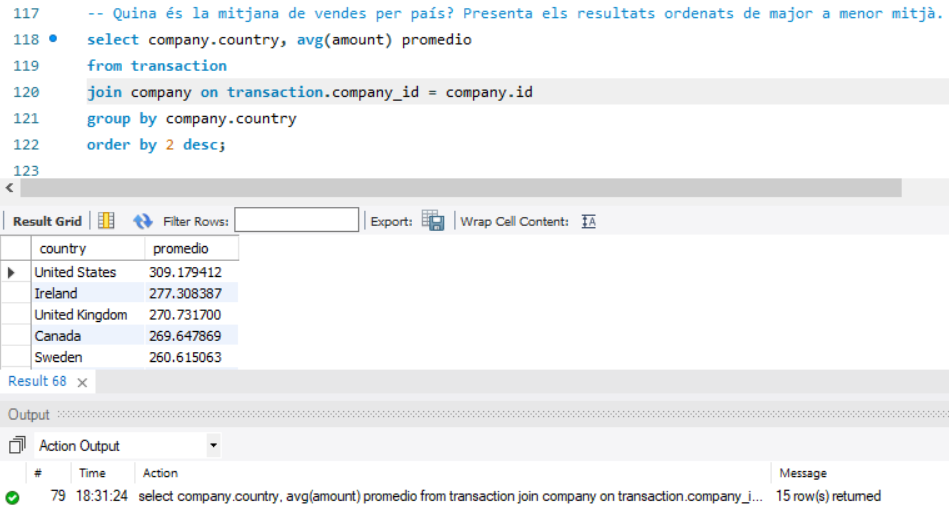 117 -- Quina és la mitjana de vendes per país? Presenta els resultats ordenats de major a menor mitjà.
118 select company.country, avg(amount) promedio
119 from transaction
120 join company on transaction.company_id = company.id
121 group by company.country
122 order by 2 desc;
123
Result Grid Filter Rows: Export: Wrap Cell Content: IA
country promedio
United States 309.179412
Ireland 277.308387
United Kingdom 270.731700
Canada 269.647869
Sweden 260.615063
Result 68
Output
Action Output
# Time Action Message
79 18:31:24 select company.country, avg(amount) promedio from transaction join company on transaction.company_i... 15 row(s) returned